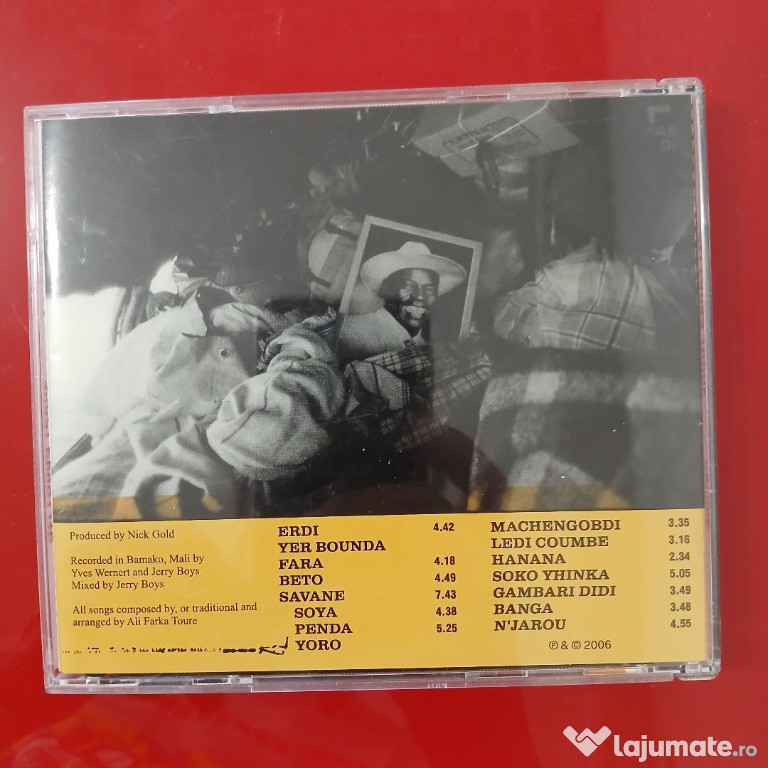 Produced by Nick Gold
Recorded in Bamako, Mali by
Yves Wernert and Jerry Boys
Mixed by Jerry Boys
All songs composed by, or traditional and
arranged by Ali Farka Toure
ERDI 4.42
YER BOUNDA
FARA 4.18
BETO 4.49
SAVANE 7.43
SOYA 4.38
PENDA 5.25
YORO
MACHENGOBDI 3.35
LEDI COUMBE 3.16
HANANA 2.34
SOKO YHINKA 5.05
GAMBARI DIDI 3.49
BANGA 3.48
N'JAROU 4.55
℗ & © 2006
lajumate.ro